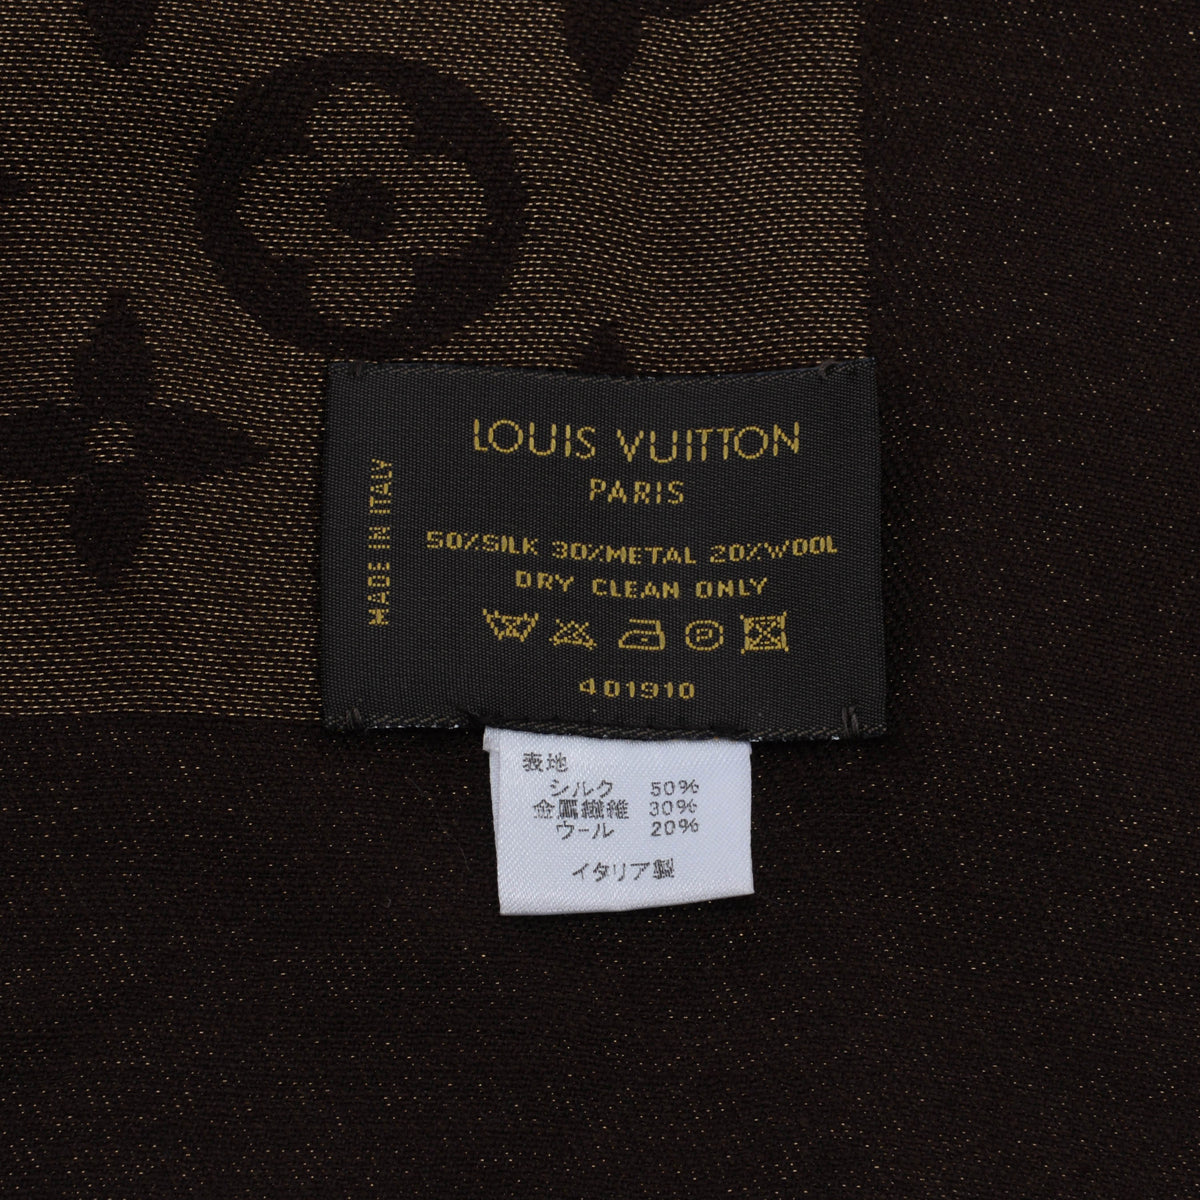 LOUIS VUITTON
PARIS
MADE IN ITALY
50%SILK 30%METAL 20%WOOL
DRY CLEAN ONLY
P
401910
表地
シルク 50%
金属繊維 30%
ウール 20%
イタリア製